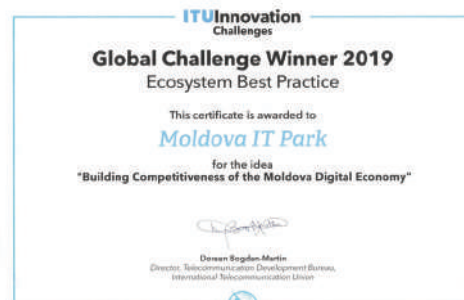 ITUInnovation
Challenges
Global Challenge Winner 2019
Ecosystem Best Practice
This certificate is awarded to
Moldova IT Park
for the idea
"Building Competitiveness of the Moldova Digital Economy"
Doreen Bogdan-Martin
Director, Telecommunication Development Bureau,
International Telecommunication Union